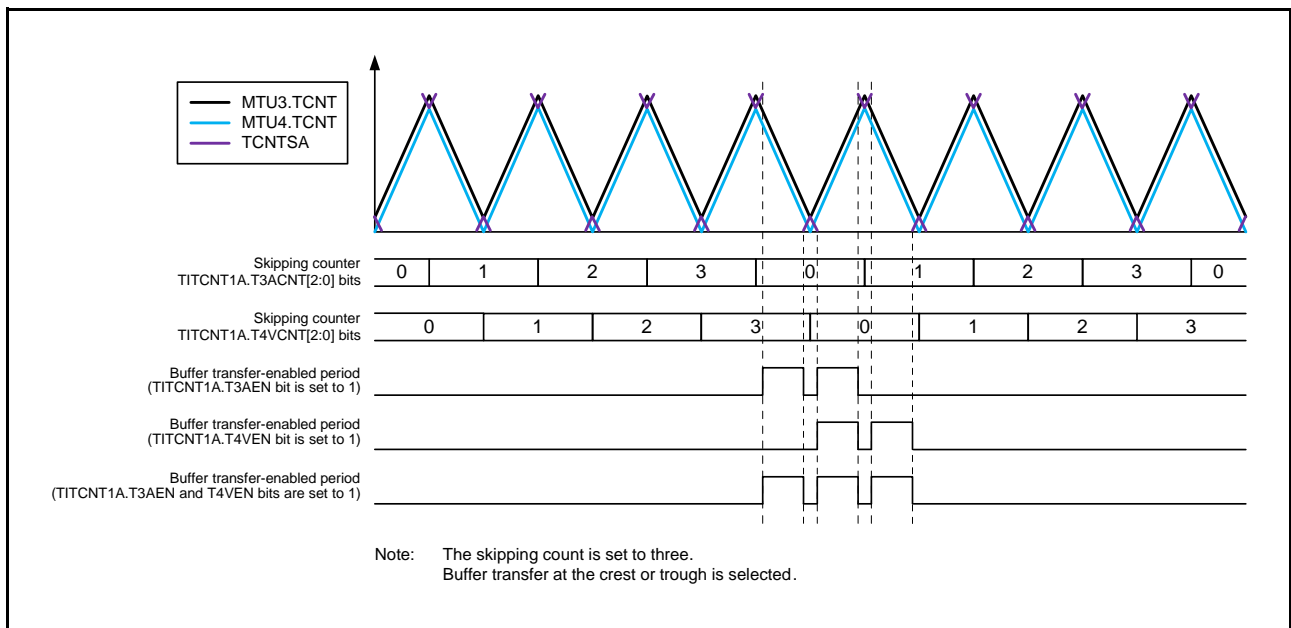 MTU3.TCNT
MTU4.TCNT
TCNTSA
Skipping counter
TITCNT1A.T3ACNT[2:0] bits
0 1 2 3 0 1 2 3 0
Skipping counter
TITCNT1A.T4VCNT[2:0] bits
0 1 2 3 0 1 2 3
Buffer transfer-enabled period
(TITCNT1A.T3AEN bit is set to 1)
Buffer transfer-enabled period
(TITCNT1A.T4VEN bit is set to 1)
Buffer transfer-enabled period
(TITCNT1A.T3AEN and T4VEN bits are set to 1)
Note: The skipping count is set to three.
Buffer transfer at the crest or trough is selected.